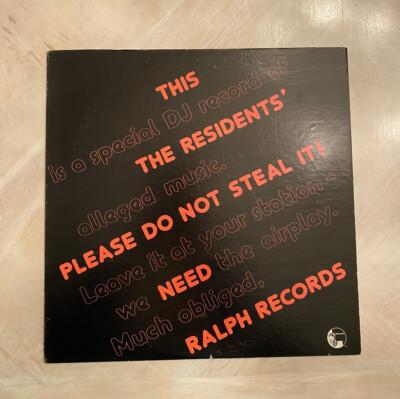 THIS
is a special DJ record of
THE RESIDENTS'
alleged music.
PLEASE DO NOT STEAL IT!
Leave it at your station -
we NEED the airplay.
Much obliged,
RALPH RECORDS